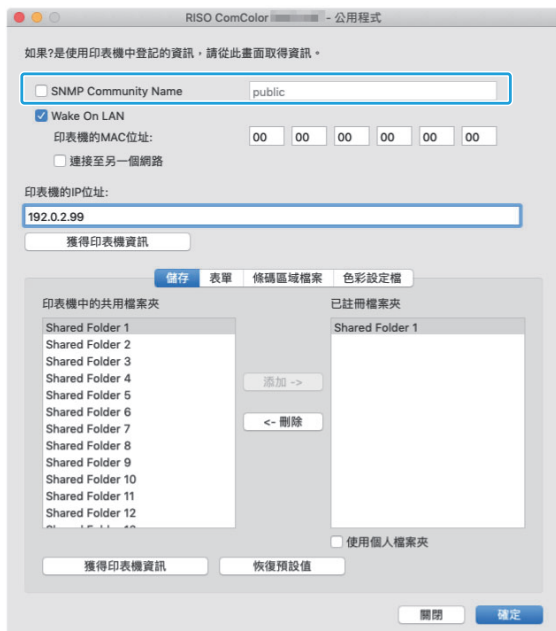 RISO ComColor - 公用程式
如果?是使用印表機中登記的資訊，請從此畫面取得資訊。
SNMP Community Name public
Wake On LAN
印表機的MAC位址: 00 00 00 00 00 00
連接至另一個網路
印表機的IP位址:
192.0.2.99
獲得印表機資訊
儲存 表單 條碼區域檔案 色彩設定檔
印表機中的共用檔案夾 已註冊檔案夾
Shared Folder 1 Shared Folder 1
Shared Folder 2
Shared Folder 3
Shared Folder 4 添加 ->
Shared Folder 5
Shared Folder 6 <- 刪除
Shared Folder 7
Shared Folder 8
Shared Folder 9
Shared Folder 10
Shared Folder 11
Shared Folder 12
使用個人檔案夾
獲得印表機資訊 恢復預設值
關閉 確定